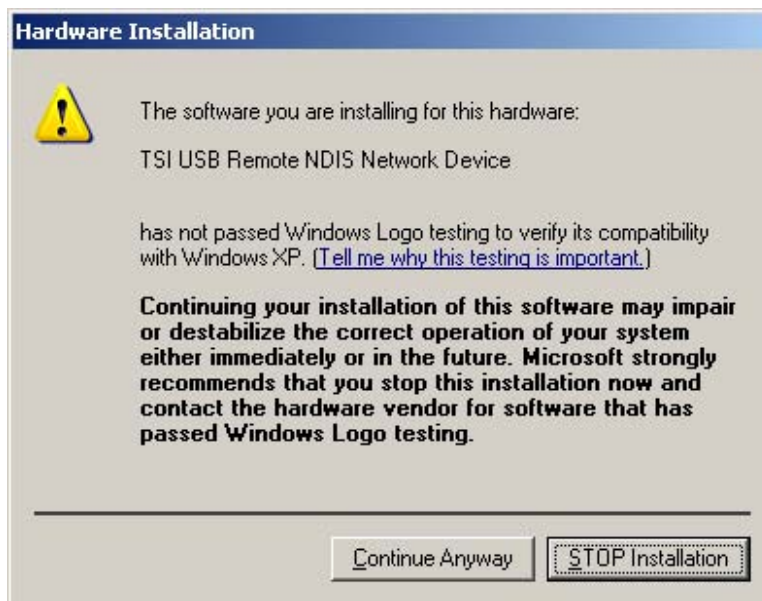 Hardware Installation
The software you are installing for this hardware:
TSI USB Remote NDIS Network Device
has not passed Windows Logo testing to verify its compatibility
with Windows XP. (Tell me why this testing is important.)
Continuing your installation of this software may impair
or destabilize the correct operation of your system
either immediately or in the future. Microsoft strongly
recommends that you stop this installation now and
contact the hardware vendor for software that has
passed Windows Logo testing.
Continue Anyway STOP Installation